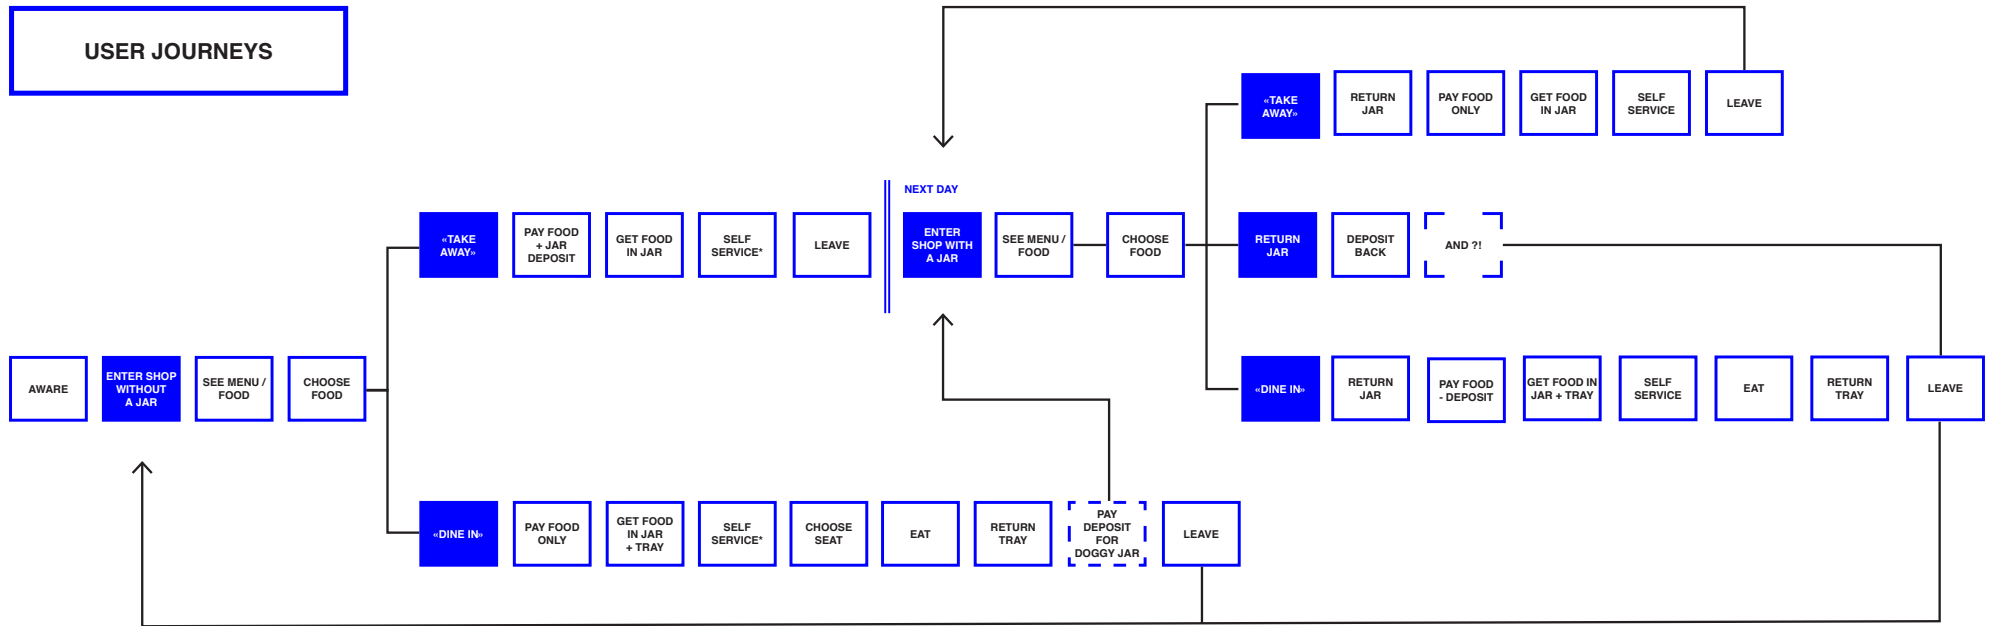 USER JOURNEYS
«TAKE
AWAY»
RETURN
JAR
PAY FOOD
ONLY
GET FOOD
IN JAR
SELF
SERVICE
LEAVE
NEXT DAY
«TAKE
AWAY»
PAY FOOD
+ JAR
DEPOSIT
GET FOOD
IN JAR
SELF
SERVICE*
LEAVE
ENTER
SHOP WITH
A JAR
SEE MENU /
FOOD
CHOOSE
FOOD
RETURN
JAR
DEPOSIT
BACK
AND ?!
AWARE
ENTER SHOP
WITHOUT
A JAR
SEE MENU /
FOOD
CHOOSE
FOOD
«DINE IN»
RETURN
JAR
PAY FOOD
- DEPOSIT
GET FOOD IN
JAR + TRAY
SELF
SERVICE
EAT
RETURN
TRAY
LEAVE
«DINE IN»
PAY FOOD
ONLY
GET FOOD
IN JAR
+ TRAY
SELF
SERVICE*
CHOOSE
SEAT
EAT
RETURN
TRAY
PAY
DEPOSIT
FOR
DOGGY JAR
LEAVE